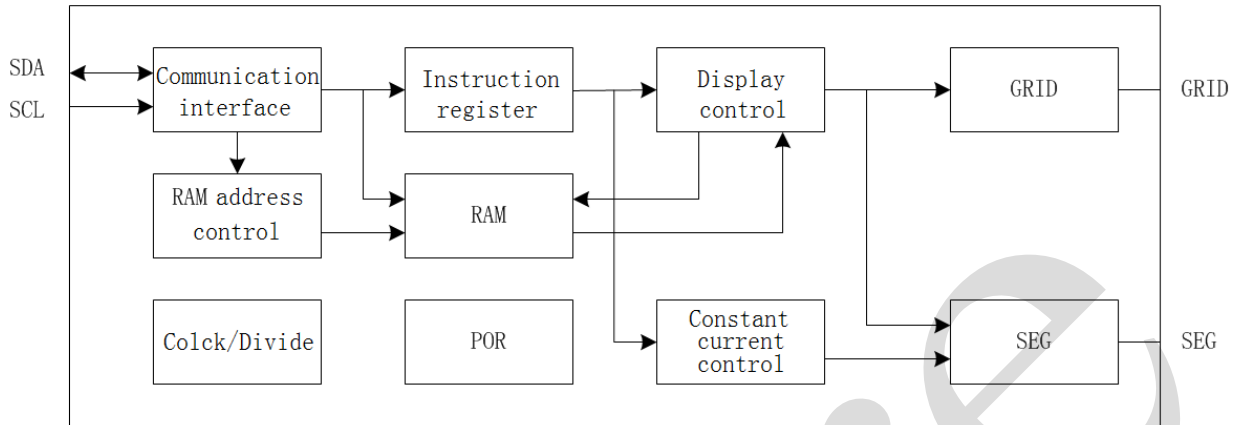 SDA
SCL
Communication
interface
Instruction
register
Display
control
GRID
GRID
RAM address
control
RAM
Colck/Divide
POR
Constant
current
control
SEG
SEG